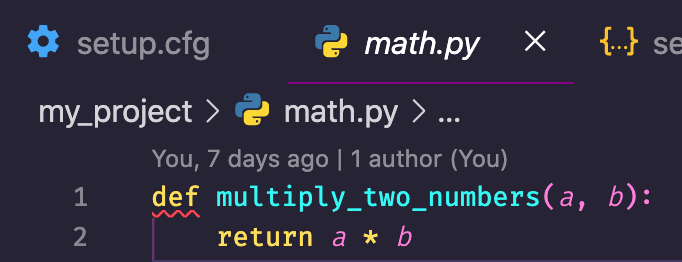 setup.cfg math.py {...} se
my_project > math.py > ...
You, 7 days ago | 1 author (You)
1 def multiply_two_numbers(a, b):
2 return a * b